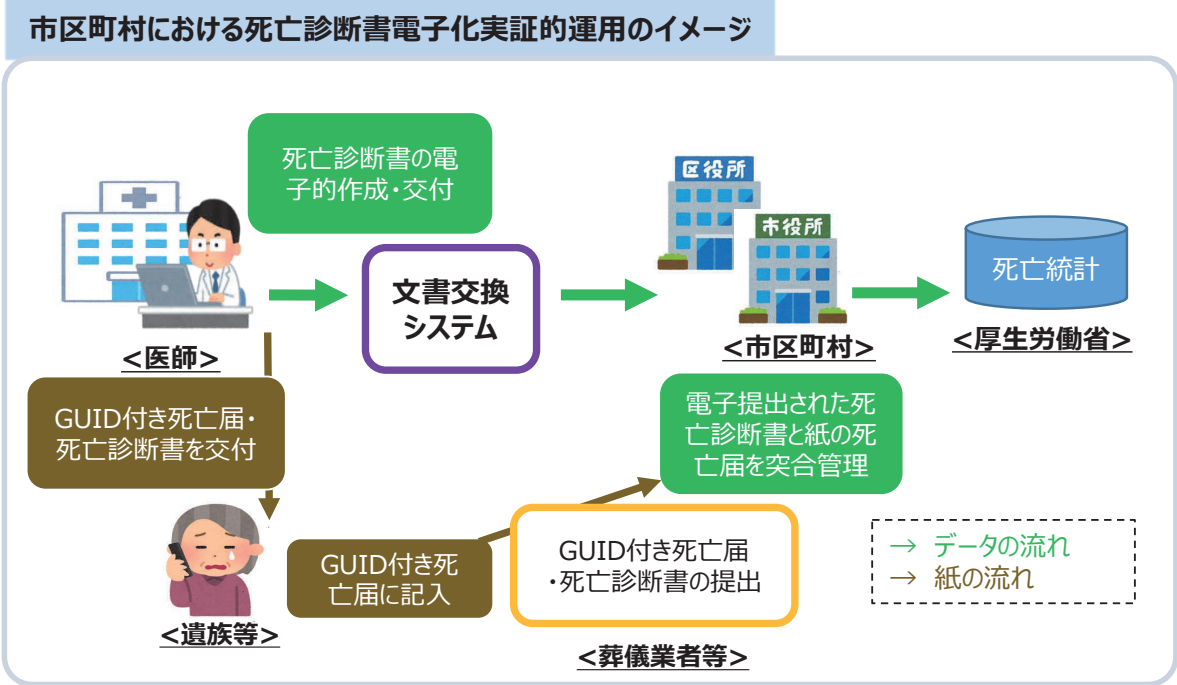 市区町村における死亡診断書電子化実証的運用のイメージ
死亡診断書の電
子的作成・交付
区役所
市役所
文書交換
システム
死亡統計
<医師>
<市区町村>
<厚生労働省>
GUID付き死亡届・
死亡診断書を交付
電子提出された死
亡診断書と紙の死
亡届を突合管理
GUID付き死
亡届に記入
GUID付き死亡届
・死亡診断書の提出
→ データの流れ
→ 紙の流れ
<遺族等>
<葬儀業者等>